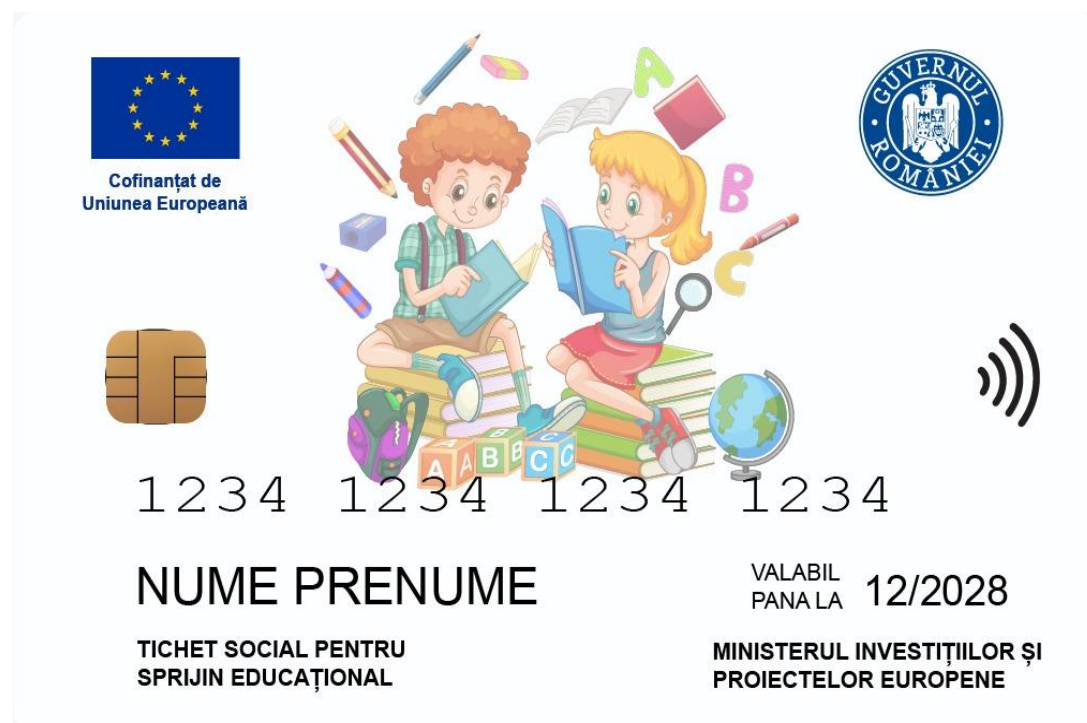 Cofinanțat de
Uniunea Europeană
GUVERNUL ROMÂNIEI
A
B
C
A A B B C C
1234 1234 1234 1234
NUME PRENUME
VALABIL
PANA LA 12/2028
TICHET SOCIAL PENTRU
SPRIJIN EDUCAȚIONAL
MINISTERUL INVESTIȚIILOR ȘI
PROIECTELOR EUROPENE